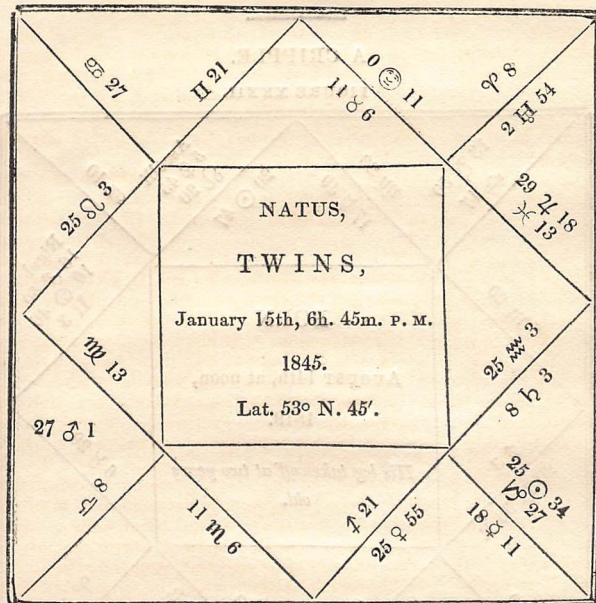 ♋ 27
♊ 21
0 ☽ 11
11 ♉ 6
♈ 8
2 ♅ 54
25 ♌ 3
29 ♃ 18
♓ 13
NATUS,
TWINS,
January 15th, 6h. 45m. P. M.
1845.
Lat. 53° N. 45′.
♍ 13
25 ♒ 3
8 ♄ 3
27 ♂ 1
♎ 8
11 ♏ 6
♐ 21
25 ♀ 55
25 ☉ 34
♑ 27
18 ☿ 11